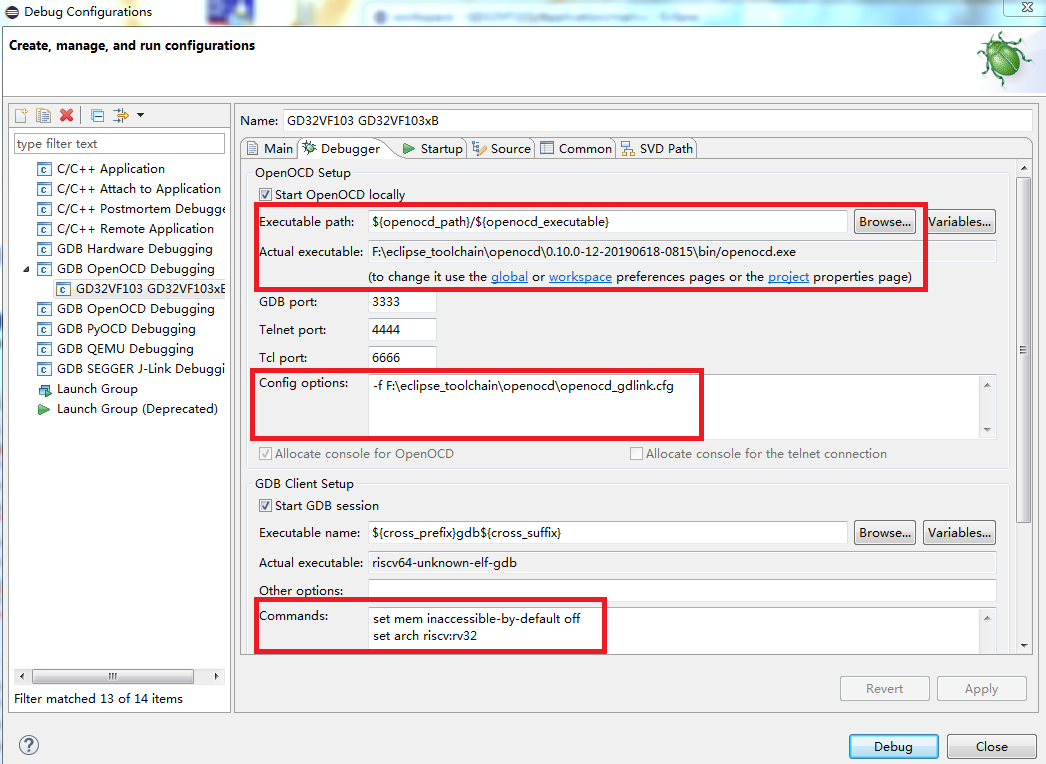 Debug Configurations
Create, manage, and run configurations
type filter text
C/C++ Application
C/C++ Attach to Application
C/C++ Postmortem Debugge
C/C++ Remote Application
GDB Hardware Debugging
GDB OpenOCD Debugging
GD32VF103 GD32VF103xB
GDB OpenOCD Debugging
GDB PyOCD Debugging
GDB QEMU Debugging
GDB SEGGER J-Link Debuggi
Launch Group
Launch Group (Deprecated)
Filter matched 13 of 14 items
Name: GD32VF103 GD32VF103xB
Main Debugger Startup Source Common SVD Path
OpenOCD Setup
Start OpenOCD locally
Executable path: ${openocd_path}/${openocd_executable} Browse... Variables...
Actual executable: F:\eclipse_toolchain\openocd\0.10.0-12-20190618-0815\bin/openocd.exe
(to change it use the global or workspace preferences pages or the project properties page)
GDB port: 3333
Telnet port: 4444
Tcl port: 6666
Config options: -f F:\eclipse_toolchain\openocd\openocd_gdlink.cfg
Allocate console for OpenOCD Allocate console for the telnet connection
GDB Client Setup
Start GDB session
Executable name: ${cross_prefix}gdb${cross_suffix} Browse... Variables...
Actual executable: riscv64-unknown-elf-gdb
Other options:
Commands: set mem inaccessible-by-default off
set arch riscv:rv32
Revert Apply
Debug Close